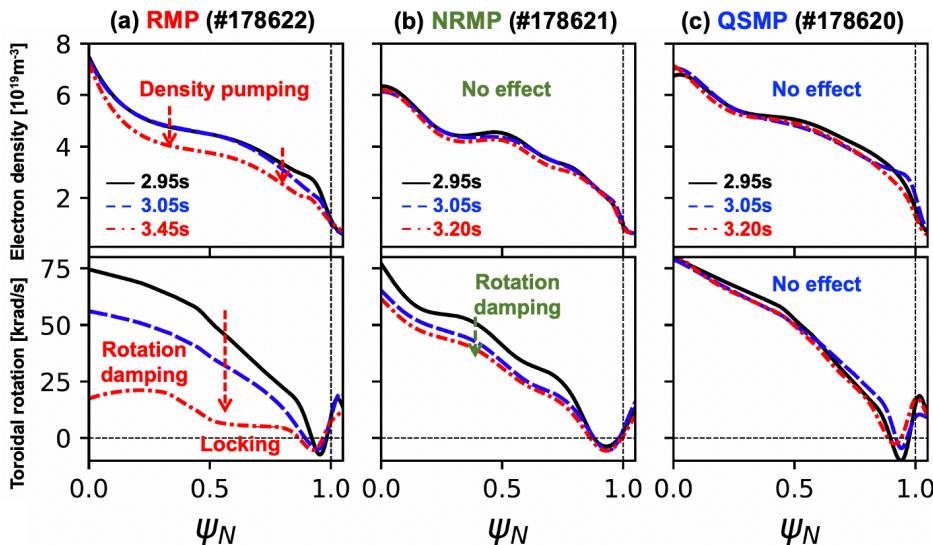 (a) RMP (#178622)
(b) NRMP (#178621)
(c) QSMP (#178620)
Electron density [10¹⁹m⁻³]
8
6
4
2
Density pumping
2.95s
3.05s
3.45s
No effect
2.95s
3.05s
3.20s
No effect
2.95s
3.05s
3.20s
Toroidal rotation [krad/s]
75
50
25
0
Rotation
damping
Locking
Rotation
damping
No effect
0.0 0.5 1.0
0.0 0.5 1.0
0.0 0.5 1.0
ψN
ψN
ψN